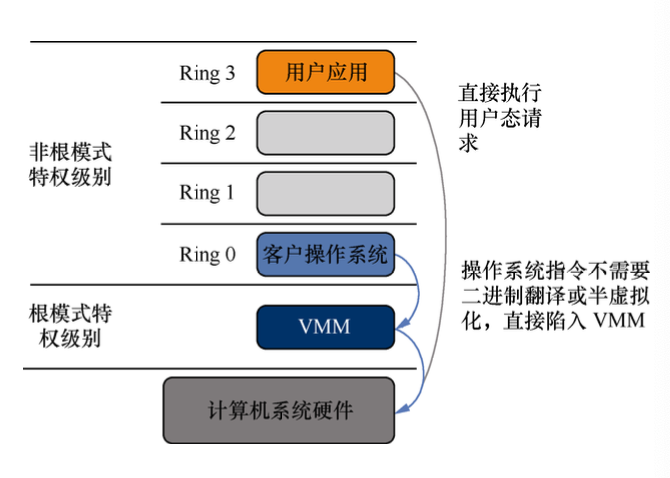 Ring 3
用户应用
直接执行
用户态请
求
Ring 2
非根模式
特权级别
Ring 1
Ring 0
客户操作系统
操作系统指令不需要
二进制翻译或半虚拟
化，直接陷入 VMM
根模式特
权级别
VMM
计算机系统硬件